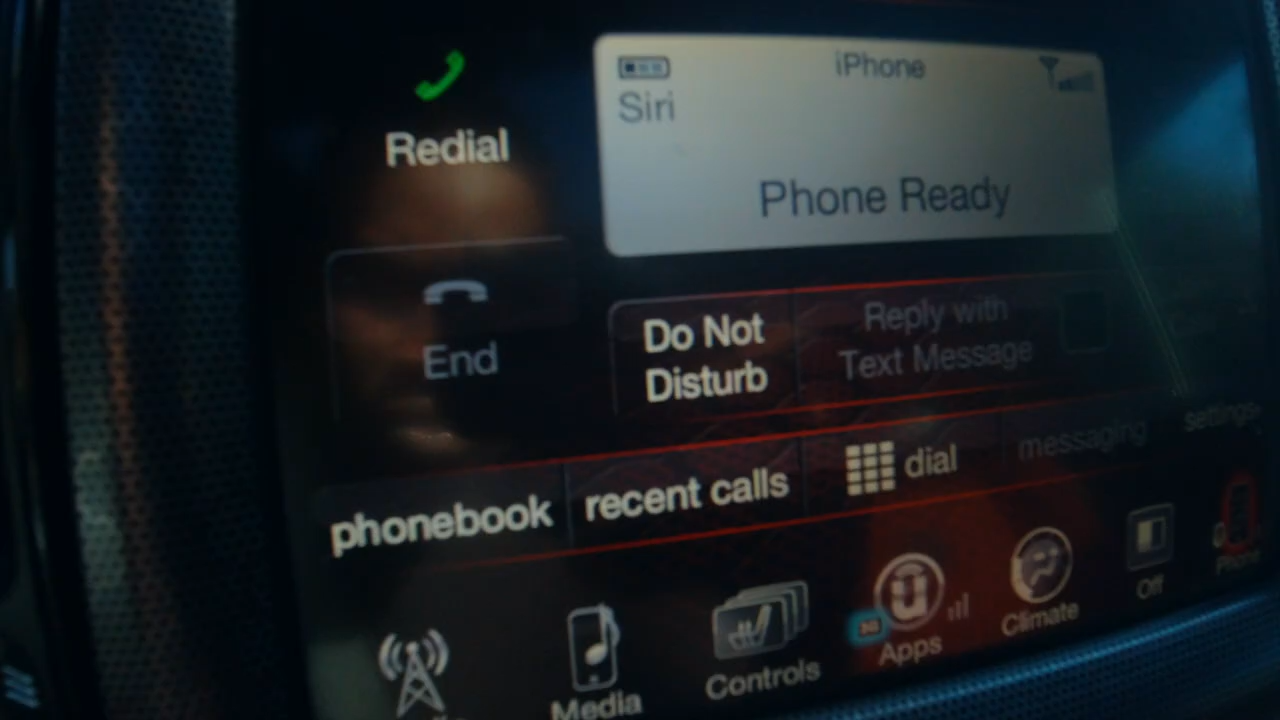 iPhone
Siri
Phone Ready
Redial
End
Do Not
Disturb
Reply with
Text Message
phonebook
recent calls
dial
messaging
settings
Media
Controls
Apps
Climate
Off
Phone